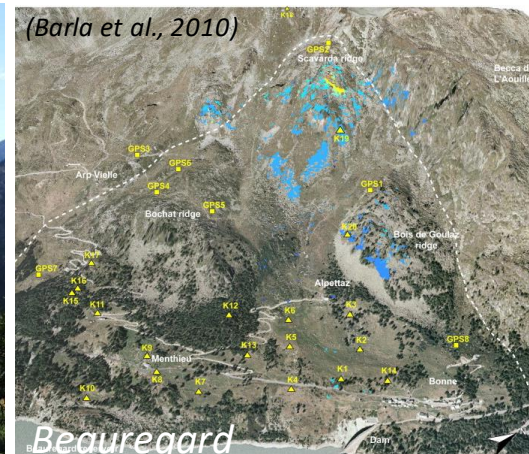 (Barla et al., 2010)
K18
GPS2
Scavarda ridge
Becca d
L'Aouille
K19
GPS3
Arp Vielle
GPS6
GPS4
GPS1
GPS5
Bochat ridge
K20
Bois de Goulaz
ridge
K17
GPS7
K16
K15
Alpettaz
K11
K12
K6
K3
K5
K2
GPS8
K9
K13
Menthieu
K8
K7
K4
K1
K14
Bonne
K10
Beauregard
Dam